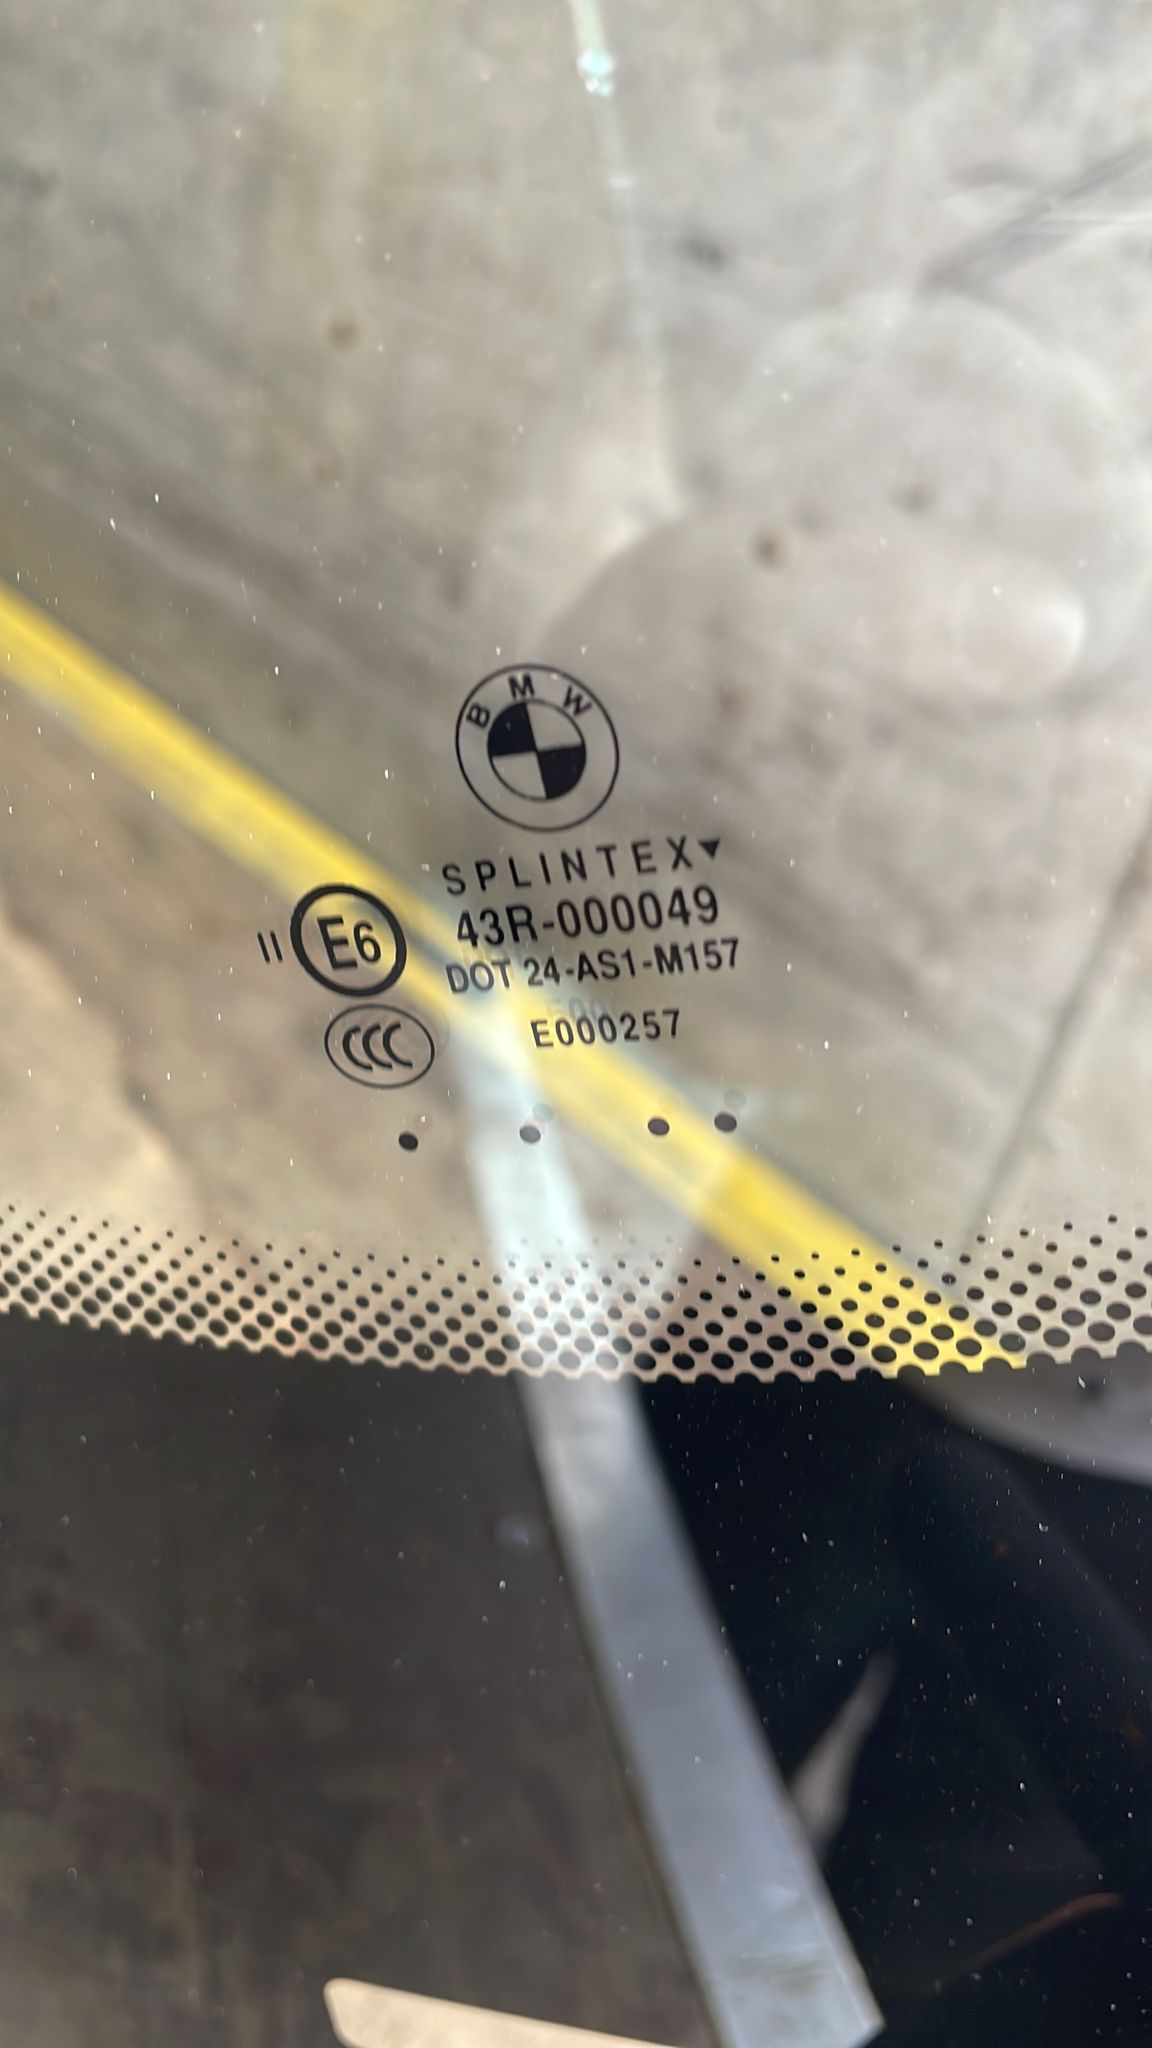 BMW
SPLINTEX▼
43R-000049
II E6
DOT 24-AS1-M157
CCC
E000257